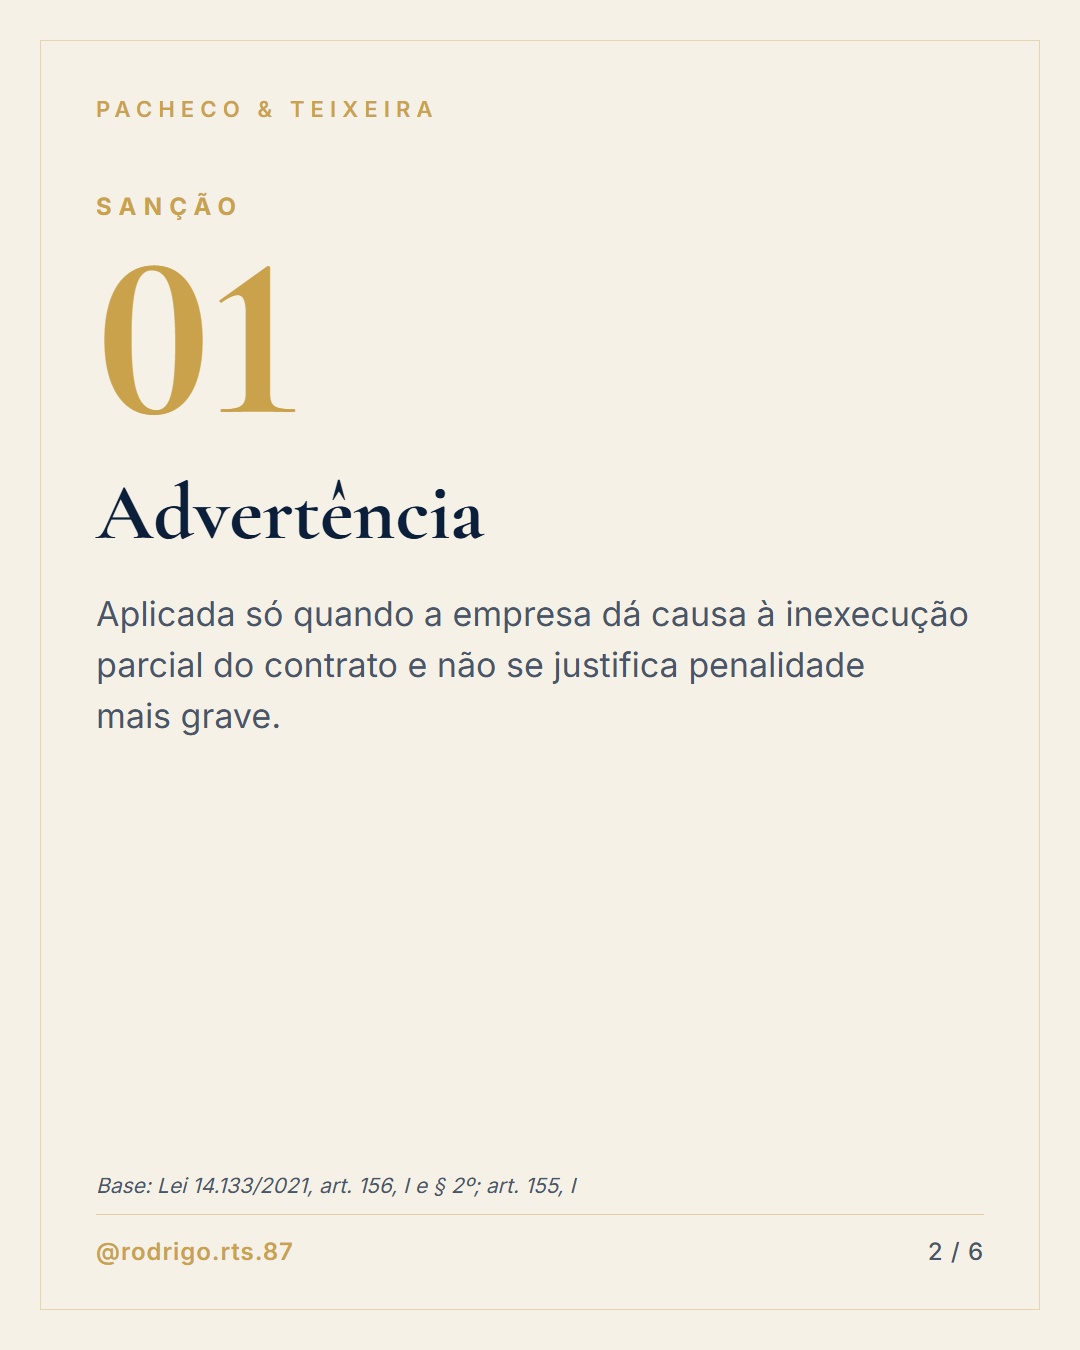 PACHECO & TEIXEIRA
SANÇÃO
01
Advertência
Aplicada só quando a empresa dá causa à inexecução
parcial do contrato e não se justifica penalidade
mais grave.
Base: Lei 14.133/2021, art. 156, I e § 2º; art. 155, I
@rodrigo.rts.87
2 / 6